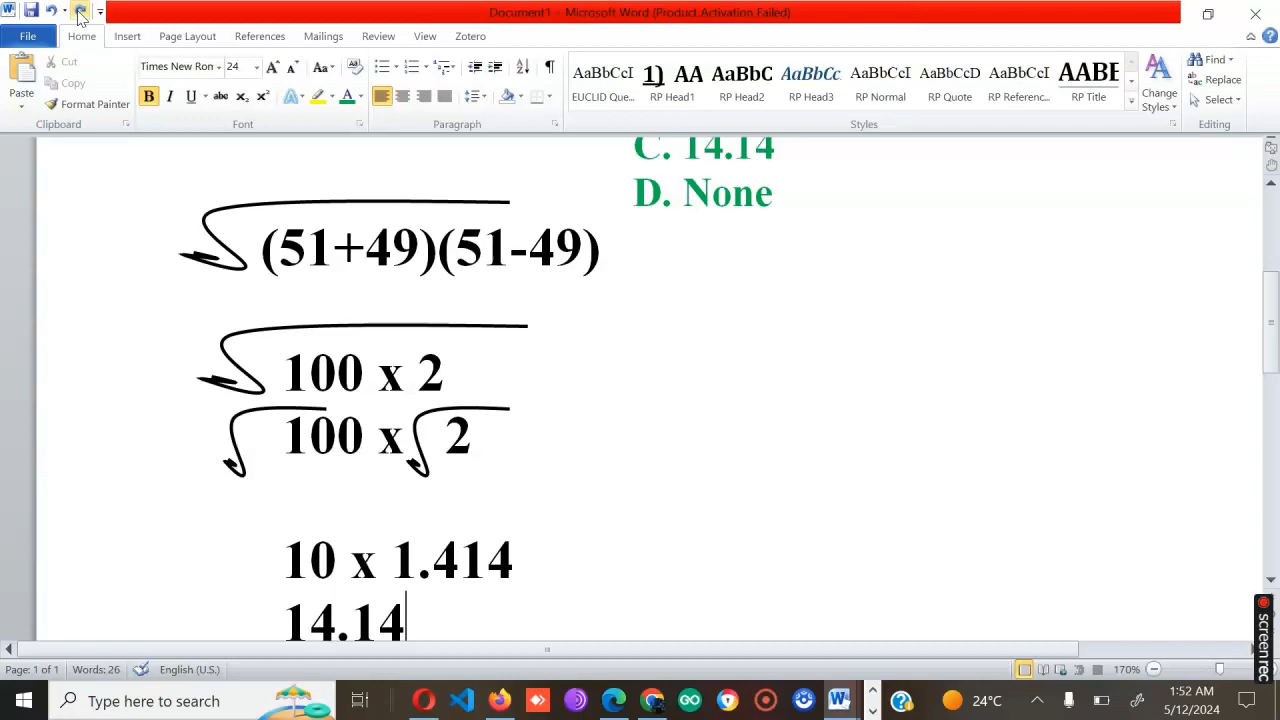 Document1 - Microsoft Word (Product Activation Failed)
File Home Insert Page Layout References Mailings Review View Zotero
Paste
Cut
Copy
Format Painter
Clipboard
Times New Ron 24
Font
Paragraph
AaBbCcI 1) AA AaBbC AaBbCc AaBbCcI AaBbCcD AaBbCcI AABE
EUCLID Que... RP Head1 RP Head2 RP Head3 RP Normal RP Quote RP Referenc... RP Title
Change Styles
Styles
Find
Replace
Select
Editing
C. 14.14
D. None
√(51+49)(51-49)
√100 x 2
√100 x √2
10 x 1.414
14.14
screen rec
Page: 1 of 1 Words: 26 English (U.S.) 170%
Type here to search
24°C
1:52 AM
5/12/2024